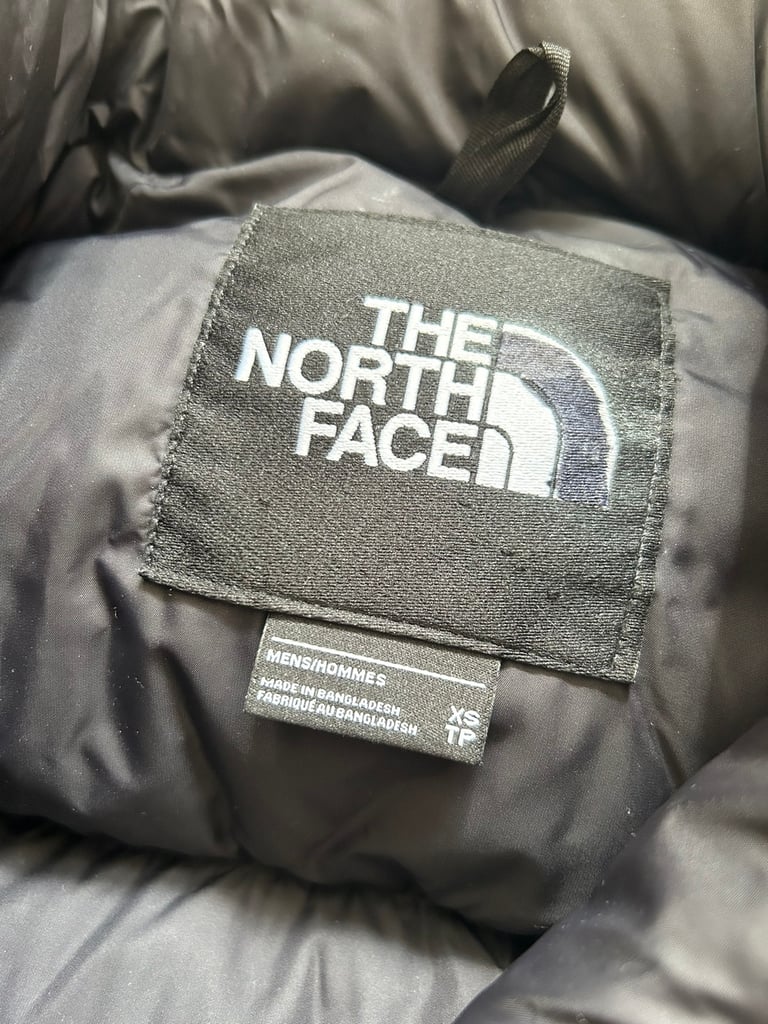 THE
NORTH
FACE
MENS/HOMMES
MADE IN BANGLADESH
FABRIQUÉ AU BANGLADESH
XS
TP